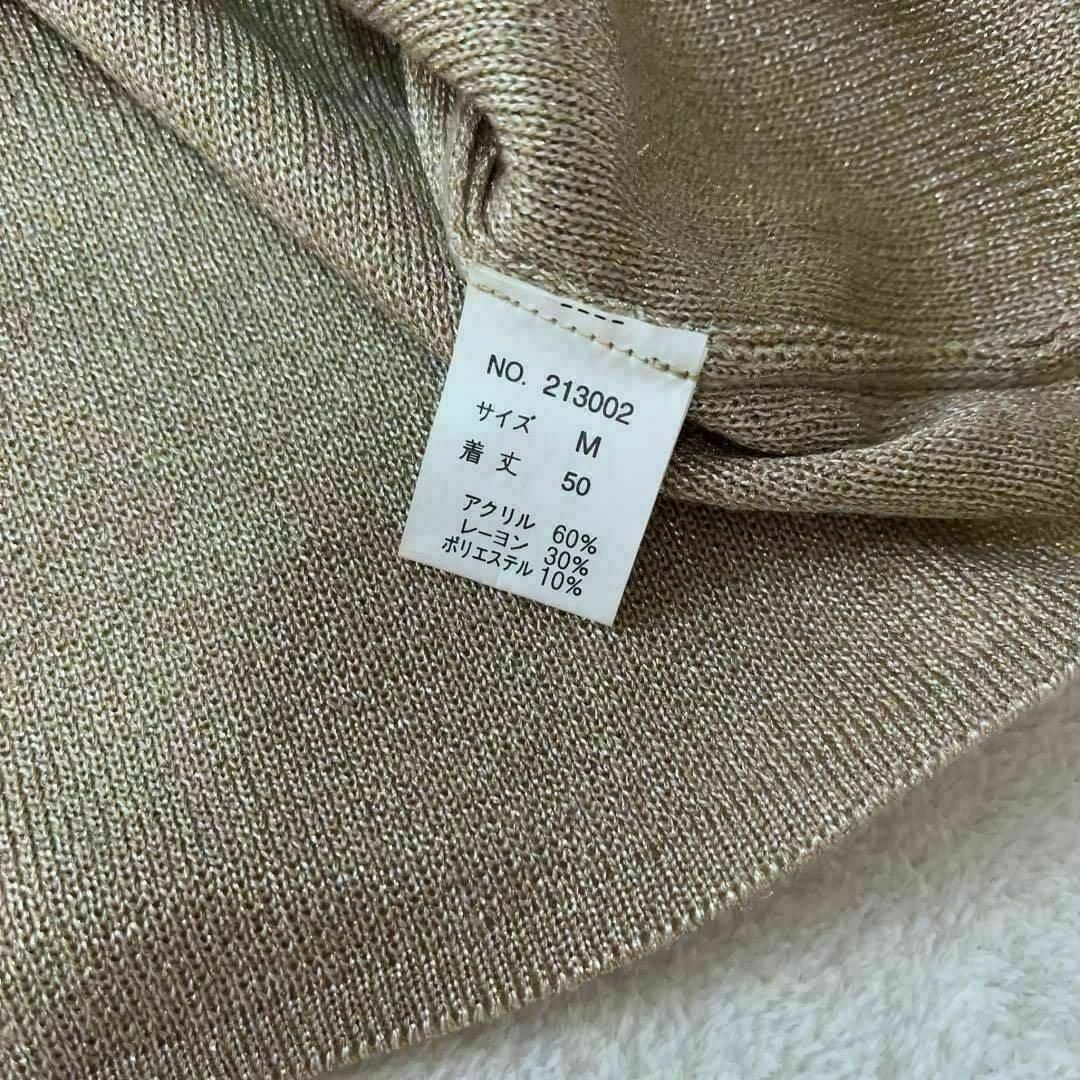 NO. 213002
サイズ M
着丈 50
アクリル 60%
レーヨン 30%
ポリエステル 10%